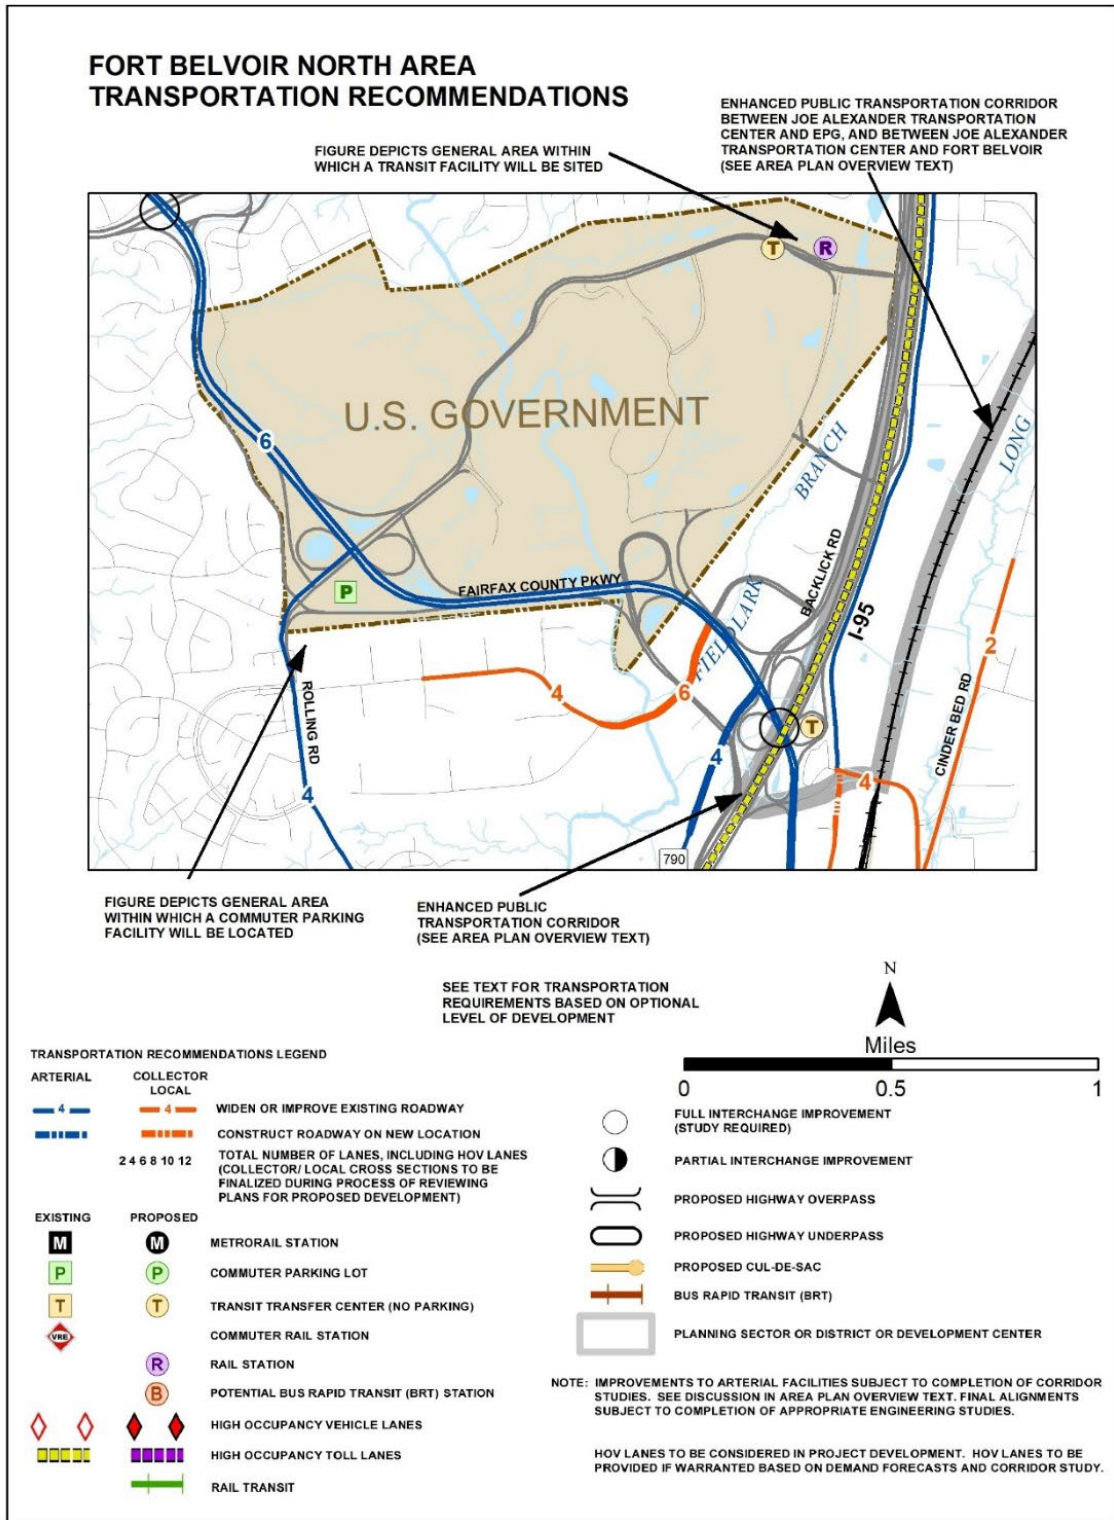 FORT BELVOIR NORTH AREA
TRANSPORTATION RECOMMENDATIONS
FIGURE DEPICTS GENERAL AREA WITHIN
WHICH A TRANSIT FACILITY WILL BE SITED
ENHANCED PUBLIC TRANSPORTATION CORRIDOR
BETWEEN JOE ALEXANDER TRANSPORTATION
CENTER AND EPG, AND BETWEEN JOE ALEXANDER
TRANSPORTATION CENTER AND FORT BELVOIR
(SEE AREA PLAN OVERVIEW TEXT)
T
R
U.S. GOVERNMENT
6
BRANCH
LONG
P
FAIRFAX COUNTY PKWY
BACKLICK RD
I-95
FIELD LARK
2
ROLLING RD
4
6
4
T
CINDER BED RD
4
4
790
FIGURE DEPICTS GENERAL AREA
WITHIN WHICH A COMMUTER PARKING
FACILITY WILL BE LOCATED
ENHANCED PUBLIC
TRANSPORTATION CORRIDOR
(SEE AREA PLAN OVERVIEW TEXT)
SEE TEXT FOR TRANSPORTATION
REQUIREMENTS BASED ON OPTIONAL
LEVEL OF DEVELOPMENT
N
Miles
0 0.5 1
TRANSPORTATION RECOMMENDATIONS LEGEND
ARTERIAL
COLLECTOR
LOCAL
4 4 WIDEN OR IMPROVE EXISTING ROADWAY
CONSTRUCT ROADWAY ON NEW LOCATION
2 4 6 8 10 12 TOTAL NUMBER OF LANES, INCLUDING HOV LANES
(COLLECTOR/ LOCAL CROSS SECTIONS TO BE
FINALIZED DURING PROCESS OF REVIEWING
PLANS FOR PROPOSED DEVELOPMENT)
EXISTING PROPOSED
M M METRORAIL STATION
P P COMMUTER PARKING LOT
T T TRANSIT TRANSFER CENTER (NO PARKING)
VRE COMMUTER RAIL STATION
R RAIL STATION
B POTENTIAL BUS RAPID TRANSIT (BRT) STATION
HIGH OCCUPANCY VEHICLE LANES
HIGH OCCUPANCY TOLL LANES
RAIL TRANSIT
FULL INTERCHANGE IMPROVEMENT
(STUDY REQUIRED)
PARTIAL INTERCHANGE IMPROVEMENT
PROPOSED HIGHWAY OVERPASS
PROPOSED HIGHWAY UNDERPASS
PROPOSED CUL-DE-SAC
BUS RAPID TRANSIT (BRT)
PLANNING SECTOR OR DISTRICT OR DEVELOPMENT CENTER
NOTE: IMPROVEMENTS TO ARTERIAL FACILITIES SUBJECT TO COMPLETION OF CORRIDOR
STUDIES. SEE DISCUSSION IN AREA PLAN OVERVIEW TEXT. FINAL ALIGNMENTS
SUBJECT TO COMPLETION OF APPROPRIATE ENGINEERING STUDIES.
HOV LANES TO BE CONSIDERED IN PROJECT DEVELOPMENT. HOV LANES TO BE
PROVIDED IF WARRANTED BASED ON DEMAND FORECASTS AND CORRIDOR STUDY.